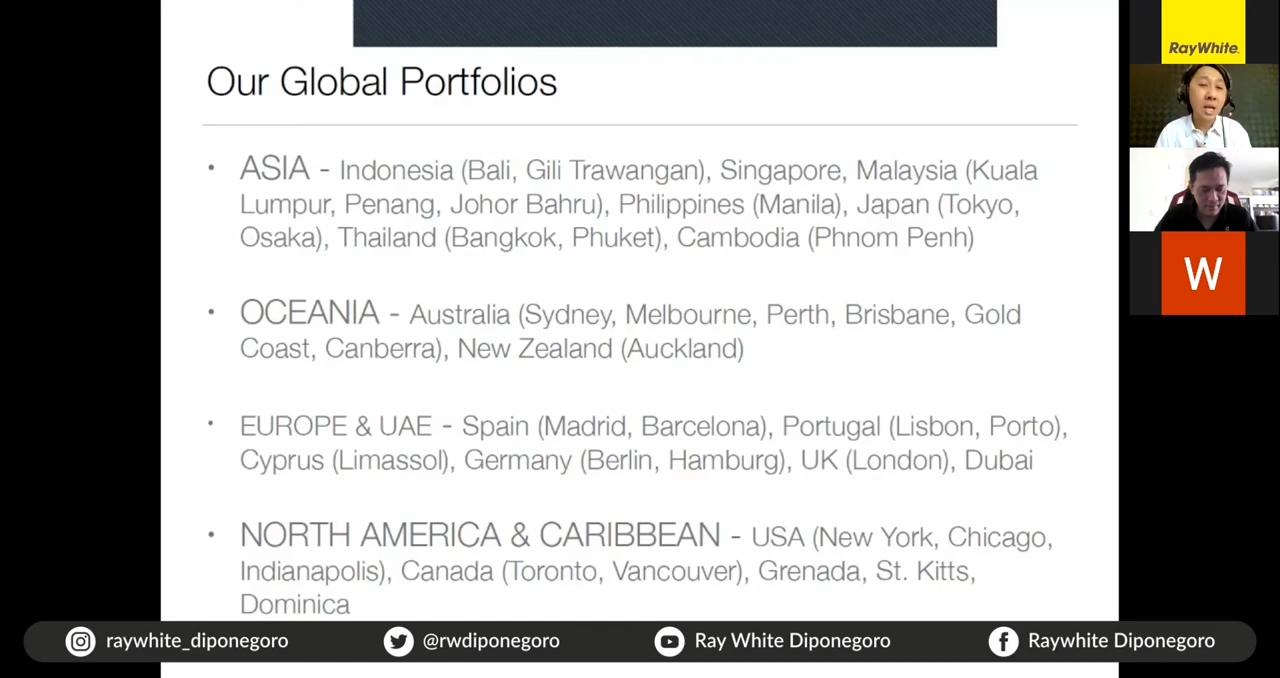 Our Global Portfolios
• ASIA - Indonesia (Bali, Gili Trawangan), Singapore, Malaysia (Kuala
Lumpur, Penang, Johor Bahru), Philippines (Manila), Japan (Tokyo,
Osaka), Thailand (Bangkok, Phuket), Cambodia (Phnom Penh)
• OCEANIA - Australia (Sydney, Melbourne, Perth, Brisbane, Gold
Coast, Canberra), New Zealand (Auckland)
• EUROPE & UAE - Spain (Madrid, Barcelona), Portugal (Lisbon, Porto),
Cyprus (Limassol), Germany (Berlin, Hamburg), UK (London), Dubai
• NORTH AMERICA & CARIBBEAN - USA (New York, Chicago,
Indianapolis), Canada (Toronto, Vancouver), Grenada, St. Kitts,
Dominica
RayWhite.
W
raywhite_diponegoro
@rwdiponegoro
Ray White Diponegoro
Raywhite Diponegoro